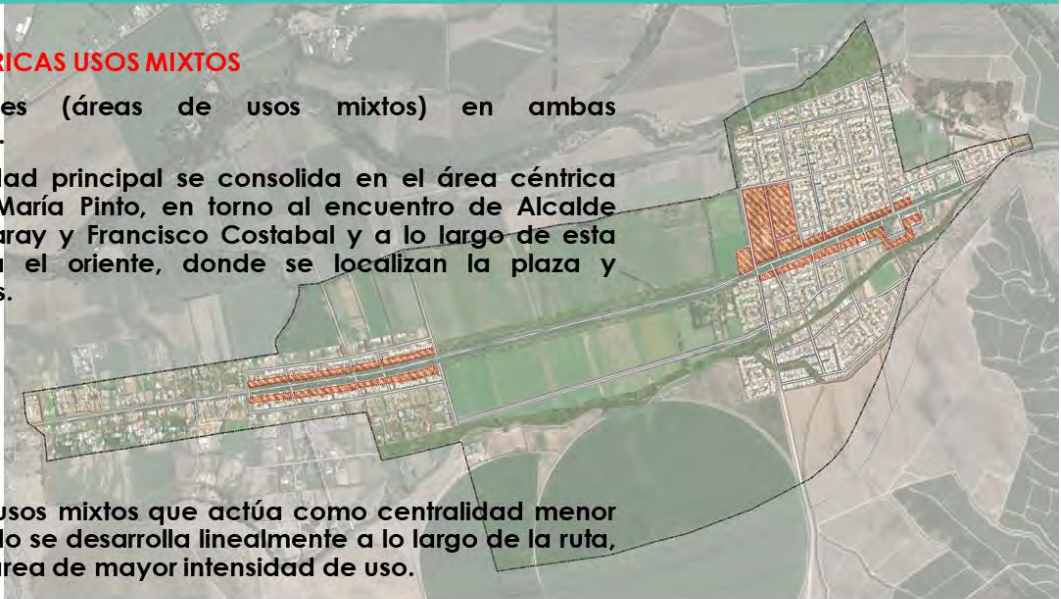 RICAS USOS MIXTOS
es (áreas de usos mixtos) en ambas
.
dad principal se consolida en el área céntrica
María Pinto, en torno al encuentro de Alcalde
aray y Francisco Costabal y a lo largo de esta
el oriente, donde se localizan la plaza y
s.
usos mixtos que actúa como centralidad menor
do se desarrolla linealmente a lo largo de la ruta,
área de mayor intensidad de uso.